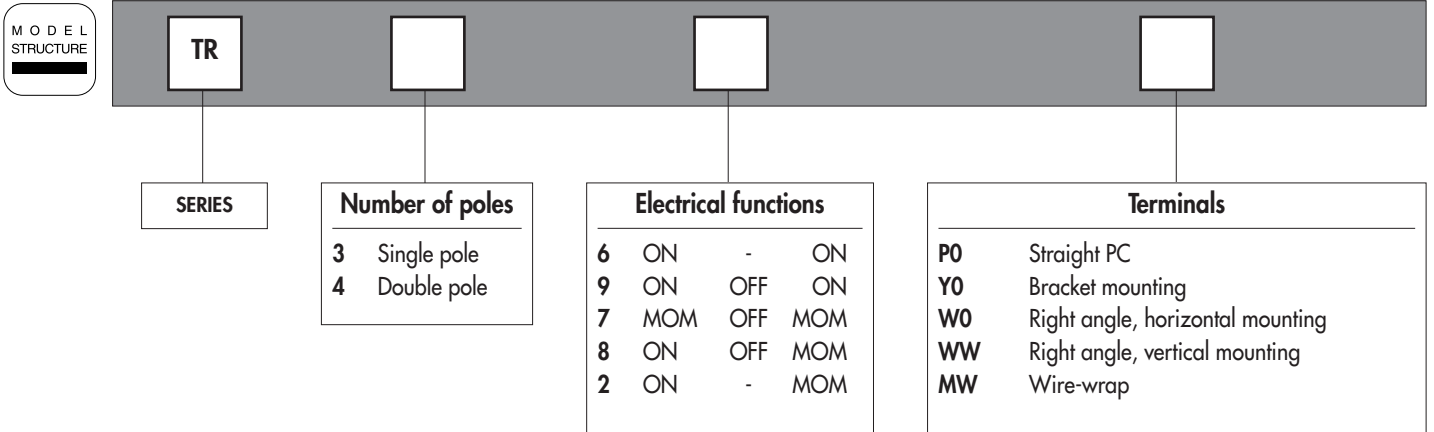 MODEL
STRUCTURE
TR
SERIES
Number of poles
3 Single pole
4 Double pole
Electrical functions
6 ON - ON
9 ON OFF ON
7 MOM OFF MOM
8 ON OFF MOM
2 ON - MOM
Terminals
P0 Straight PC
Y0 Bracket mounting
W0 Right angle, horizontal mounting
WW Right angle, vertical mounting
MW Wire-wrap